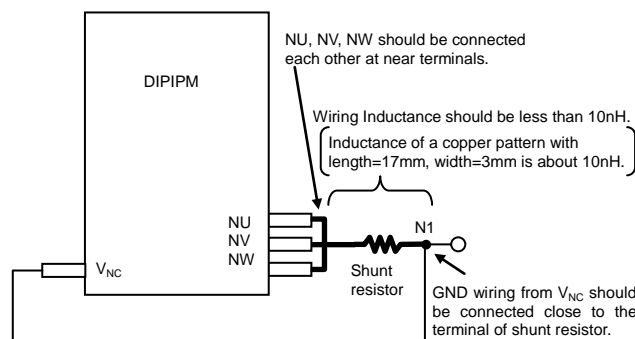 NU, NV, NW should be connected
each other at near terminals.
DIPIPM
Wiring Inductance should be less than 10nH.
Inductance of a copper pattern with
length=17mm, width=3mm is about 10nH.
NU
NV
NW
N1
VNC
Shunt
resistor
GND wiring from VNC should
be connected close to the
terminal of shunt resistor.